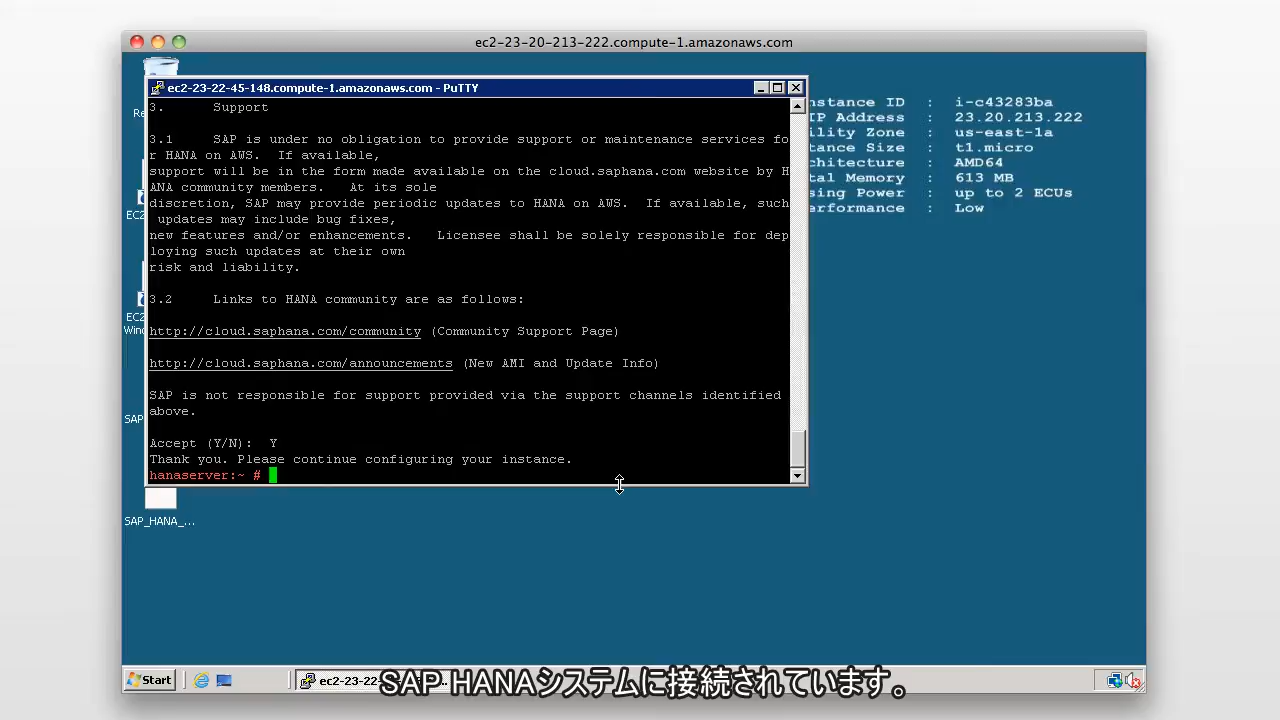 ec2-23-20-213-222.compute-1.amazonaws.com
ec2-23-22-45-148.compute-1.amazonaws.com - PuTTY
3. Support
3.1 SAP is under no obligation to provide support or maintenance services fo
r HANA on AWS. If available,
support will be in the form made available on the cloud.saphana.com website by H
ANA community members. At its sole
discretion, SAP may provide periodic updates to HANA on AWS. If available, such
updates may include bug fixes,
new features and/or enhancements. Licensee shall be solely responsible for dep
loying such updates at their own
risk and liability.
3.2 Links to HANA community are as follows:
http://cloud.saphana.com/community (Community Support Page)
http://cloud.saphana.com/announcements (New AMI and Update Info)
SAP is not responsible for support provided via the support channels identified
above.
Accept (Y/N): Y
Thank you. Please continue configuring your instance.
hanaserver:~ #
nstance ID : i-c43283ba
IP Address : 23.20.213.222
ility Zone : us-east-1a
tance Size : t1.micro
chitecture : AMD64
tal Memory : 613 MB
sing Power : up to 2 ECUs
erformance : Low
Re
EC2
EC2
Wind
SAP
SAP_HANA_...
Start
ec2-23-22
SAP HANAシステムに接続されています。